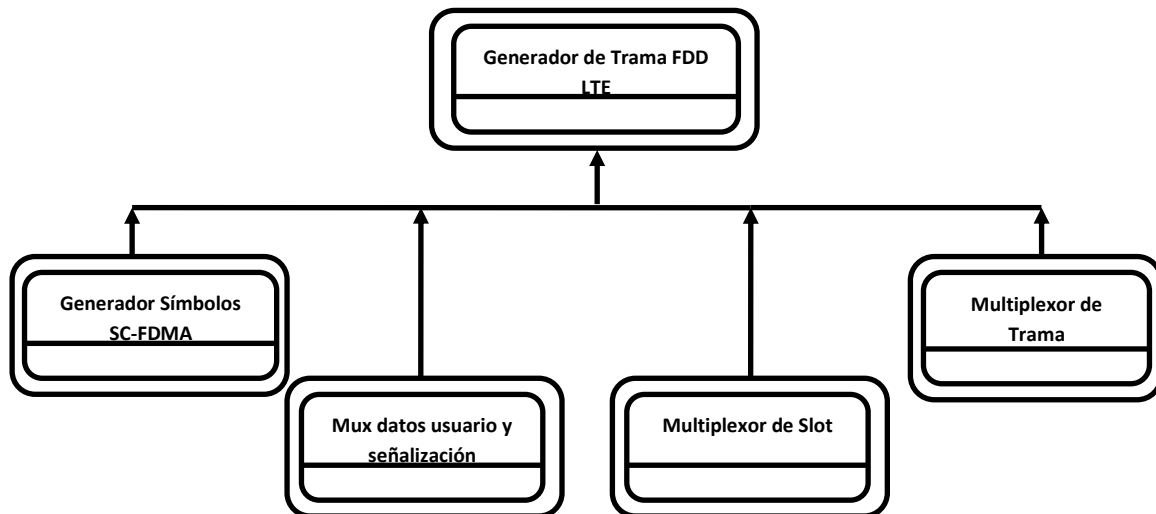 Generador de Trama FDD
LTE
Generador Símbolos
SC-FDMA
Multiplexor de
Trama
Mux datos usuario y
señalización
Multiplexor de Slot